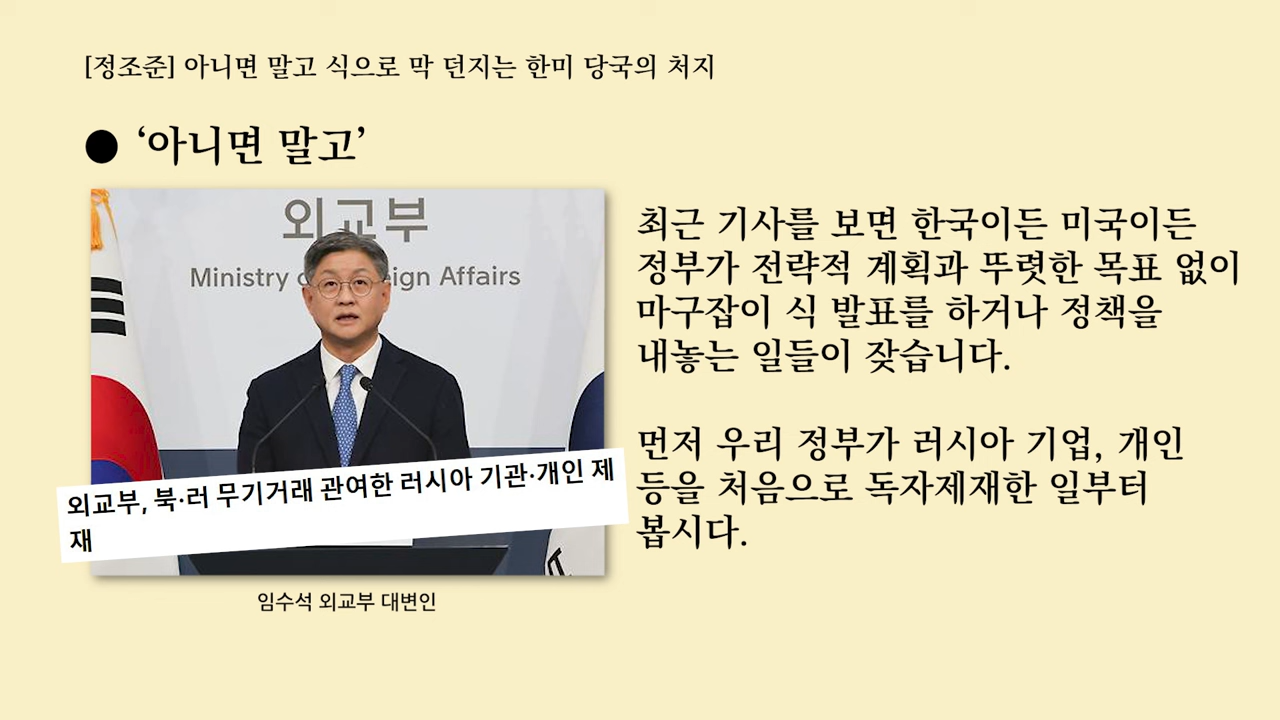 [정조준] 아니면 말고 식으로 막 던지는 한미 당국의 처지
● ‘아니면 말고’
외교부
Ministry of Foreign Affairs
최근 기사를 보면 한국이든 미국이든
정부가 전략적 계획과 뚜렷한 목표 없이
마구잡이 식 발표를 하거나 정책을
내놓는 일들이 잦습니다.
먼저 우리 정부가 러시아 기업, 개인
등을 처음으로 독자제재한 일부터
봅시다.
외교부, 북·러 무기거래 관여한 러시아 기관·개인 제
재
임수석 외교부 대변인